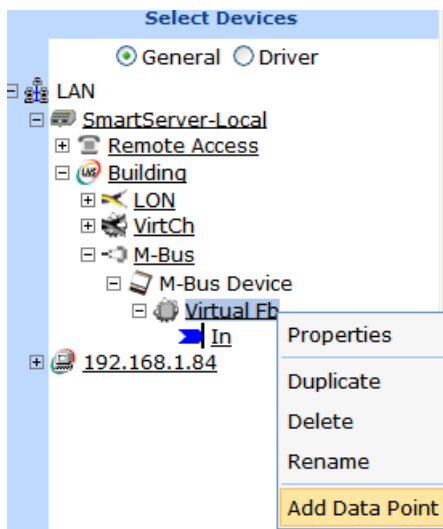 Select Devices
General Driver
LAN
SmartServer-Local
Remote Access
Building
LON
VirtCh
M-Bus
M-Bus Device
Virtual Fb
In
192.168.1.84
Properties
Duplicate
Delete
Rename
Add Data Point